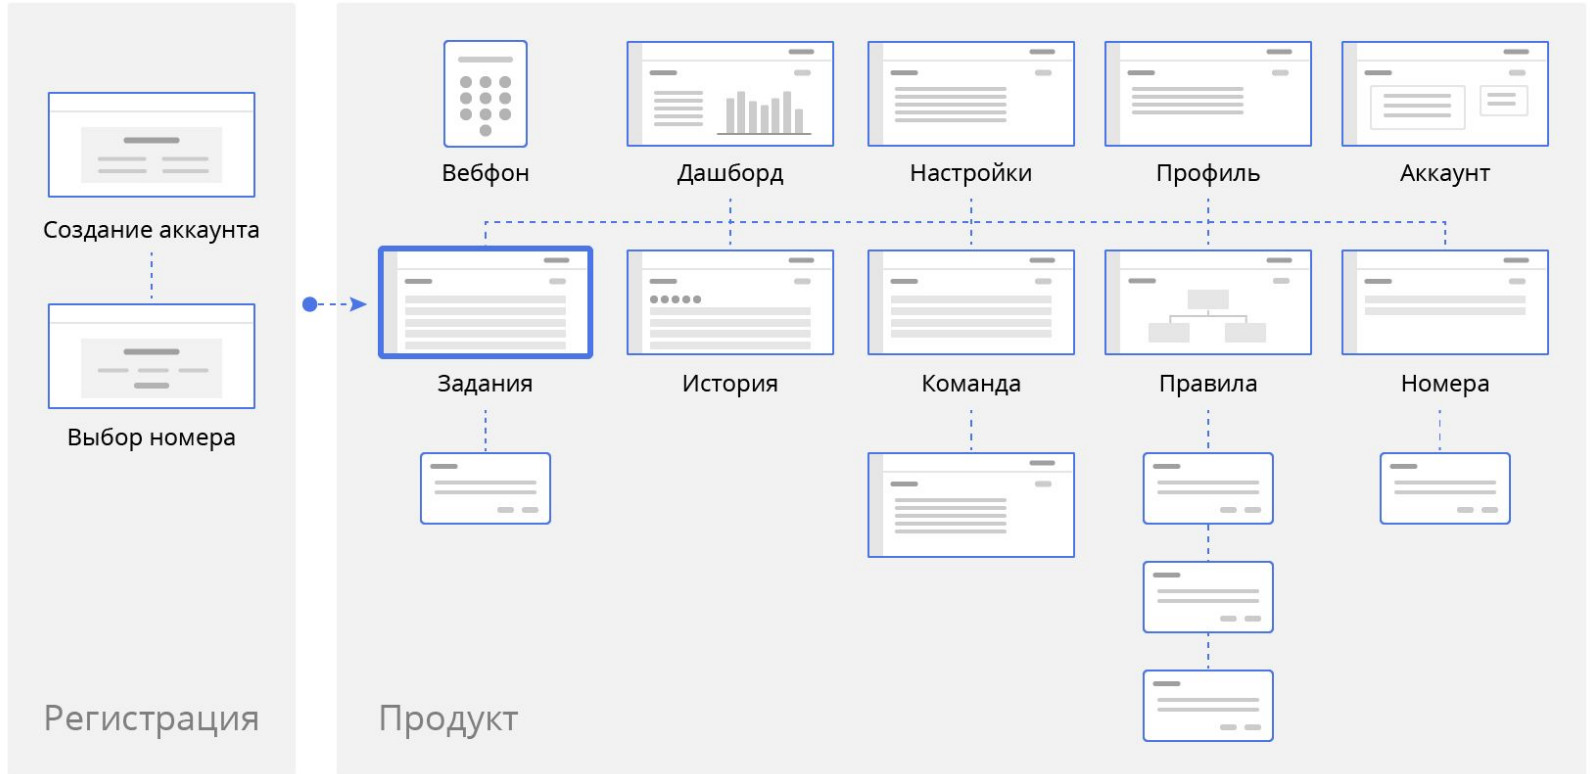 Вебфон
Дашборд
Настройки
Профиль
Аккаунт
Создание аккаунта
Выбор номера
Задания
История
Команда
Правила
Номера
Регистрация
Продукт